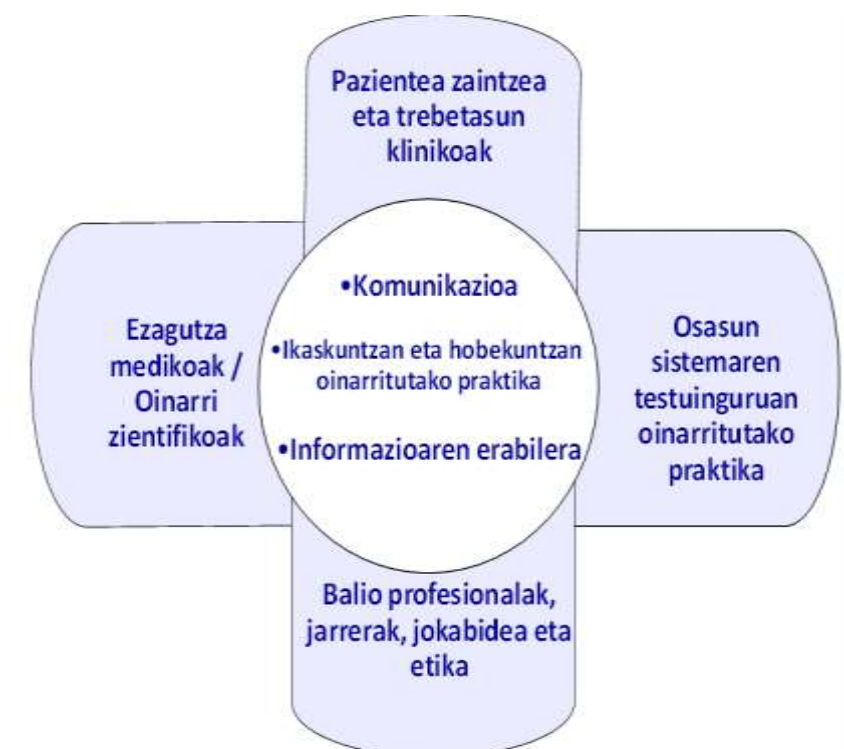 Pazientea zaintzea
eta trebetasun
klinikoak
Ezagutza
medikoak /
Oinarri
zientifikoak
•Komunikazioa
•Ikaskuntzan eta hobekuntzan
oinarritutako praktika
•Informazioaren erabilera
Osasun
sistemaren
testuinguruan
oinarritutako
praktika
Balio profesionalak,
jarrerak, jokabidea eta
etika